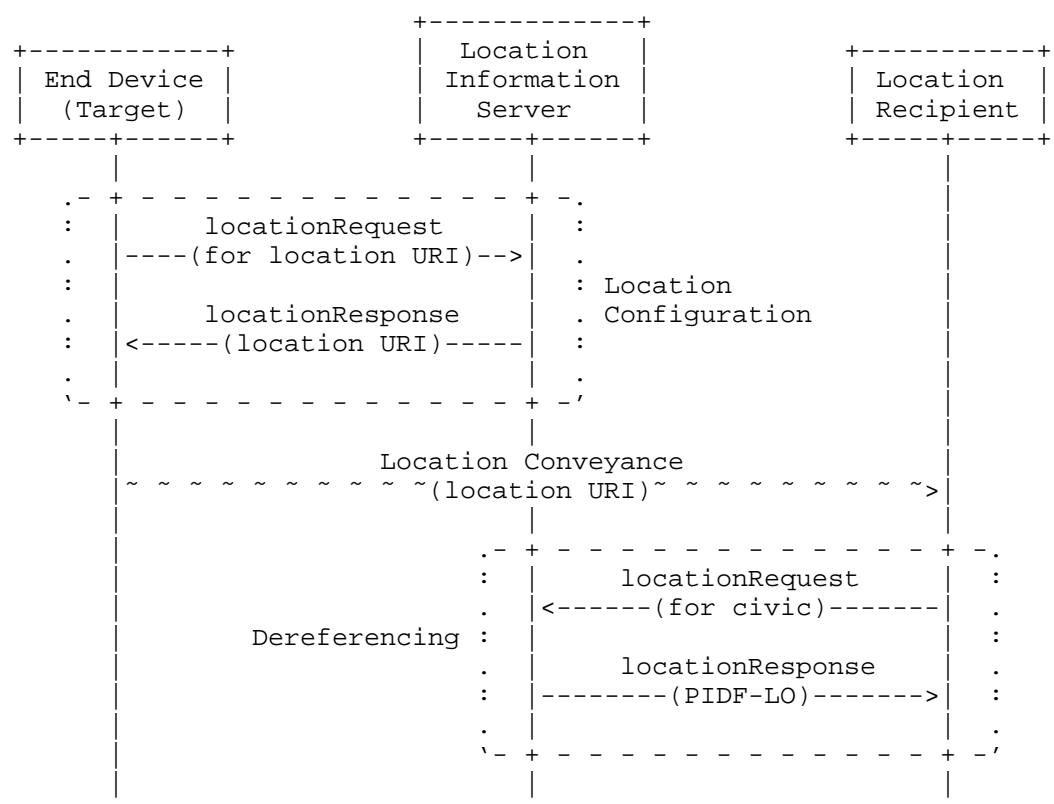 Location
End Device Information Location
(Target) Server Recipient
locationRequest
(for location URI)
Location
locationResponse Configuration
(location URI)
Location Conveyance
(location URI)
locationRequest
(for civic)
Dereferencing
locationResponse
(PIDF-LO)